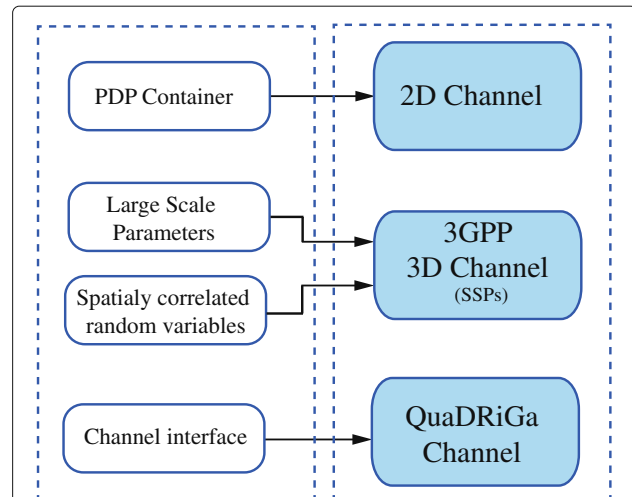 PDP Container
2D Channel
Large Scale
Parameters
3GPP
3D Channel
(SSPs)
Spatialy correlated
random variables
Channel interface
QuaDRiGa
Channel